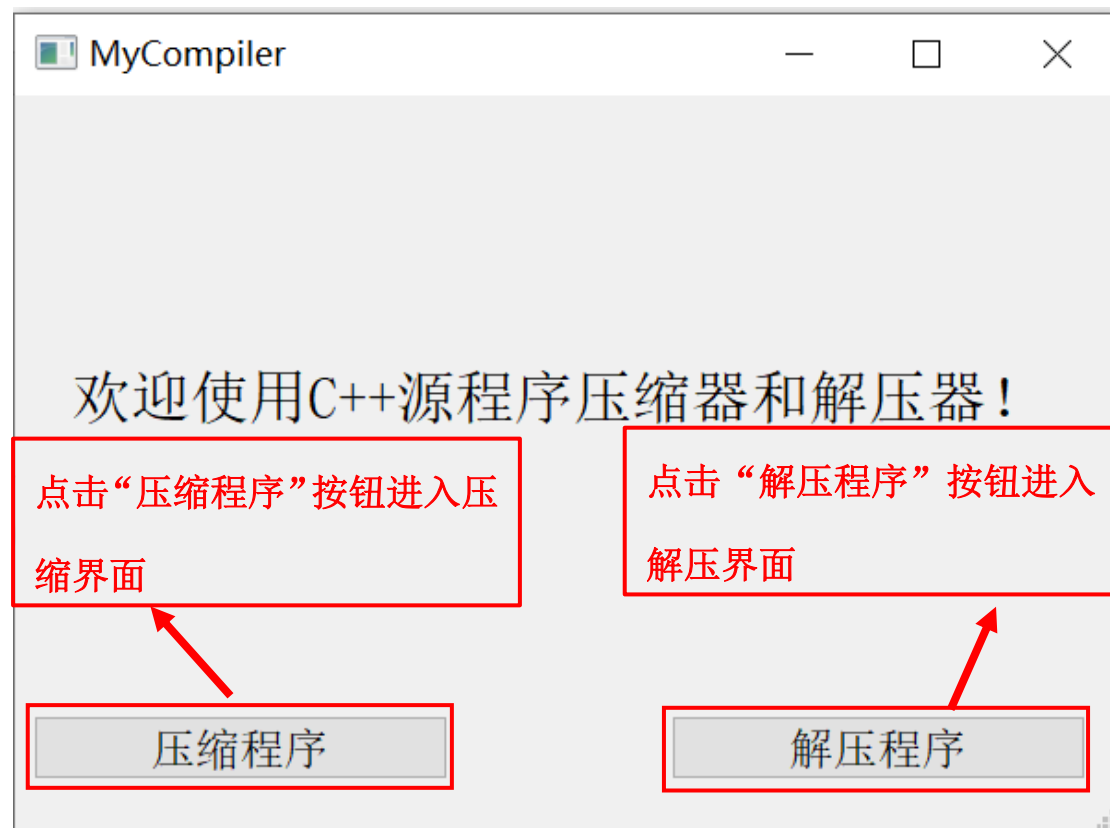 MyCompiler
欢迎使用C++源程序压缩器和解压器!
点击“压缩程序”按钮进入压
缩界面
点击“解压程序”按钮进入
解压界面
压缩程序
解压程序